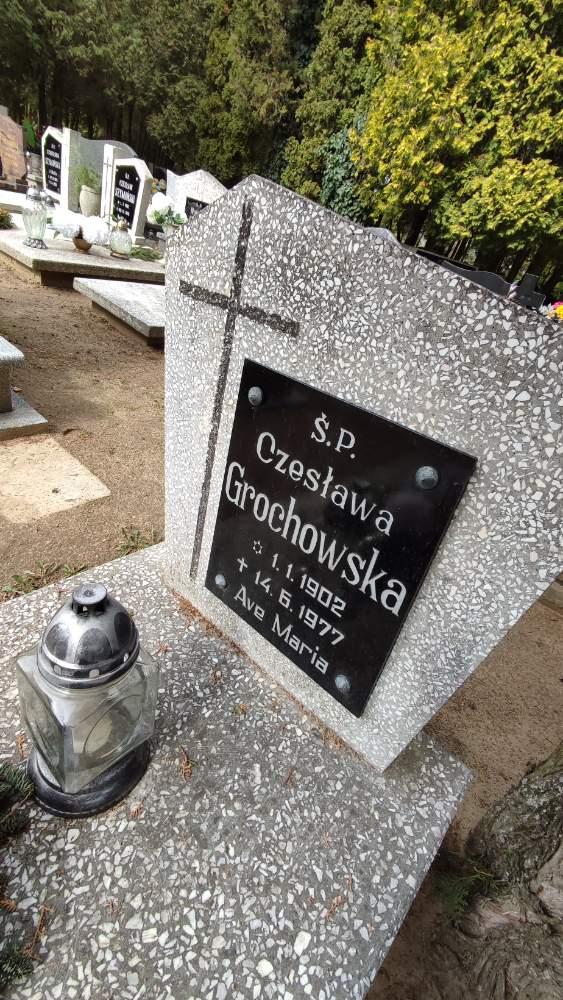 Ś.P.
Czesława
Grochowska
* 1.1.1902
✝ 14.6.1977
Ave Maria